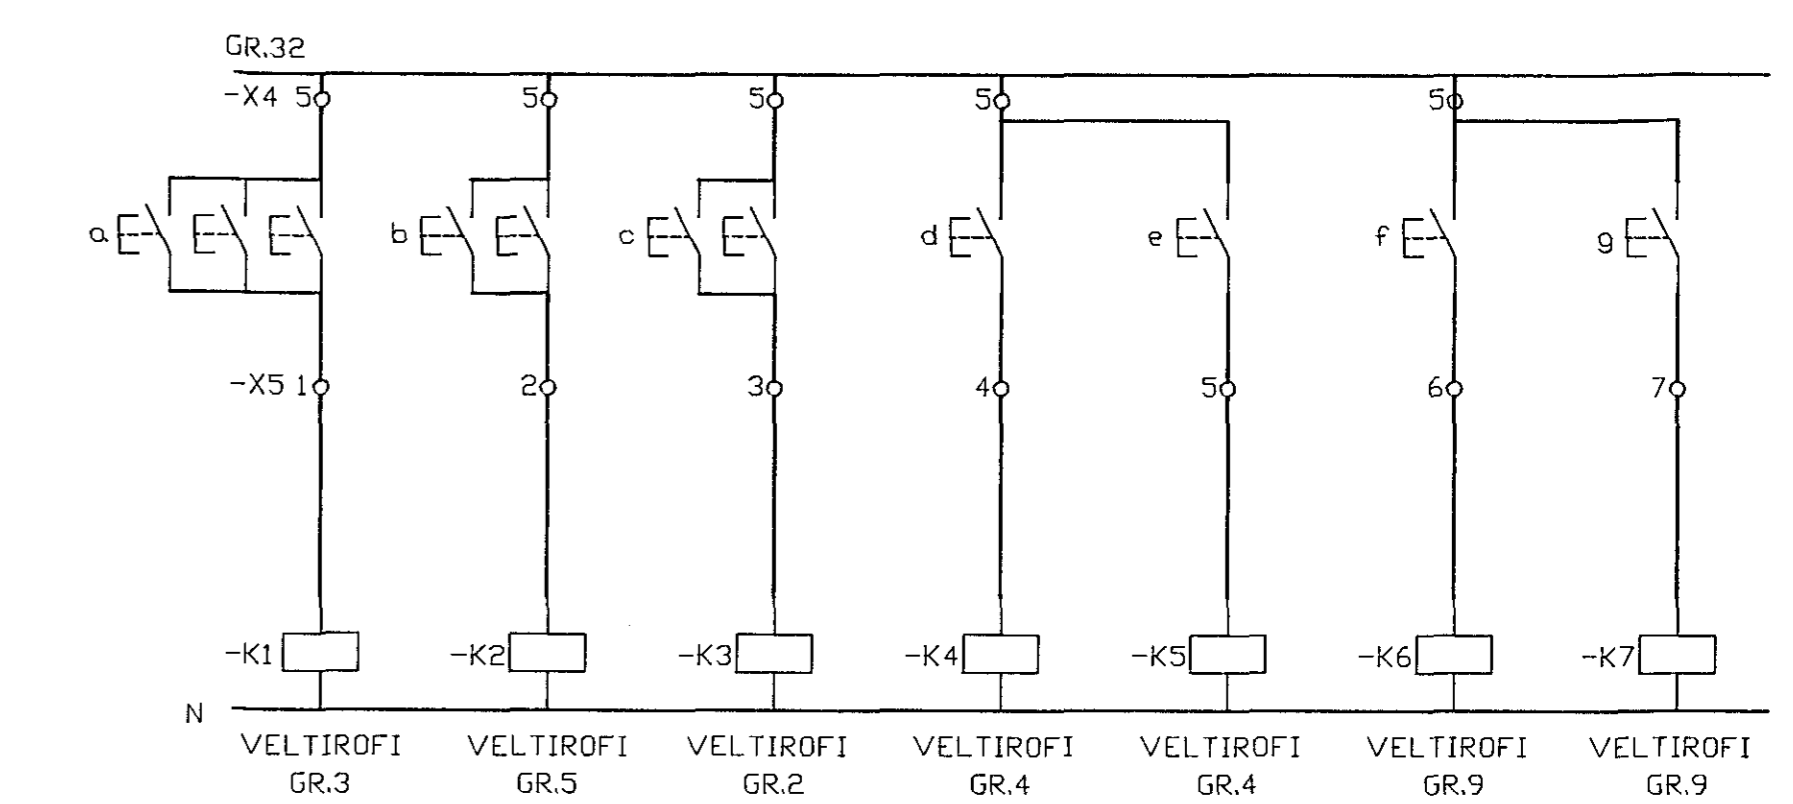 GR.32
-X4 5 5 5 5 5
a b c d e f g
-X5 1 2 3 4 5 6 7
-K1 -K2 -K3 -K4 -K5 -K6 -K7
N
VELTIROFI VELTIROFI VELTIROFI VELTIROFI VELTIROFI VELTIROFI VELTIROFI
GR.3 GR.5 GR.2 GR.4 GR.4 GR.9 GR.9